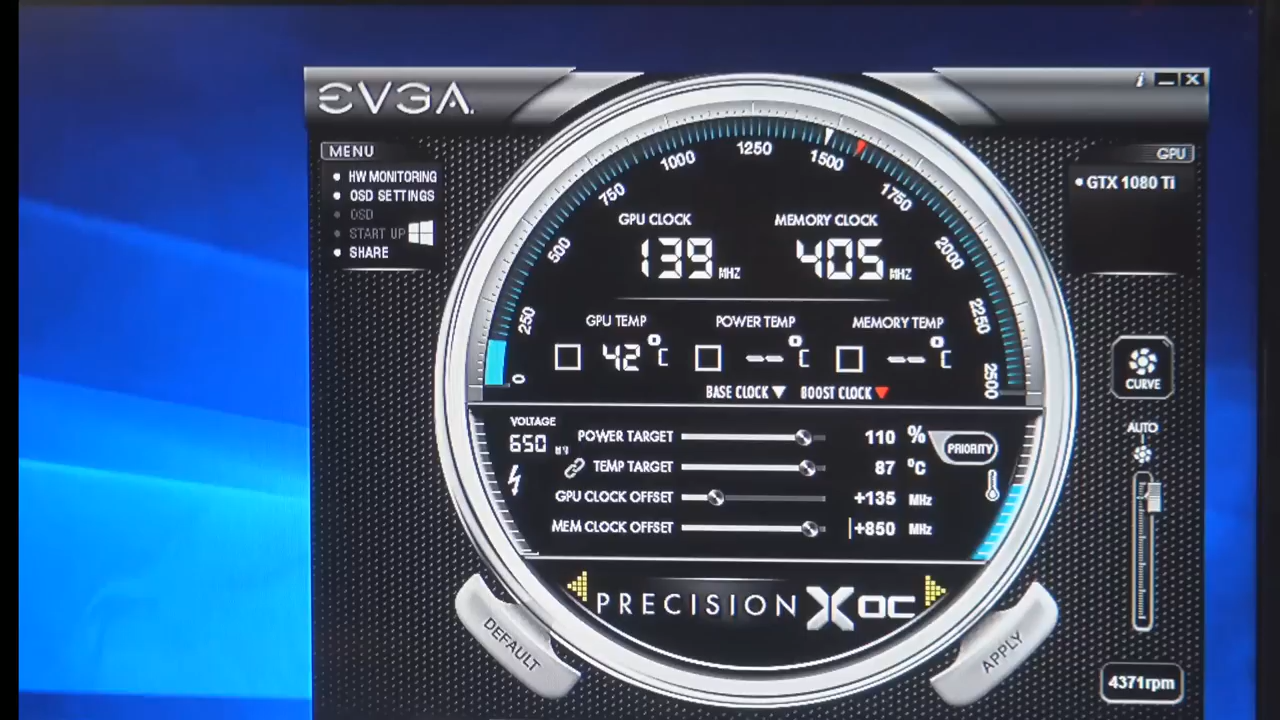 EVGA
i
MENU
HW MONITORING
OSD SETTINGS
OSD
START UP
SHARE
GPU
GTX 1080 Ti
0
250
500
750
1000
1250
1500
1750
2000
2250
2500
GPU CLOCK
139 MHZ
MEMORY CLOCK
405 MHZ
GPU TEMP
42°C
POWER TEMP
--°C
MEMORY TEMP
--°C
BASE CLOCK
BOOST CLOCK
VOLTAGE
650
POWER TARGET
110 %
PRIORITY
TEMP TARGET
87 °C
GPU CLOCK OFFSET
+135 MHz
MEM CLOCK OFFSET
+850 MHz
PRECISION X OC
DEFAULT
APPLY
CURVE
AUTO
4371rpm